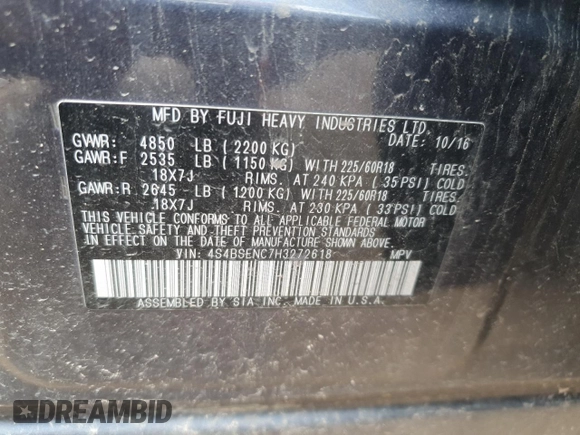 MFD BY FUJI HEAVY INDUSTRIES LTD.
GVWR: 4850 LB ( 2200 KG) DATE: 10/16
GAWR:F 2535 LB ( 1150 KG) WITH 225/60R18 TIRES.
18X7J RIMS. AT 240 KPA ( 35 PSI) COLD
GAWR:R 2645 LB ( 1200 KG) WITH 225/60R18 TIRES.
18X7J RIMS. AT 230 KPA ( 33 PSI) COLD
THIS VEHICLE CONFORMS TO ALL APPLICABLE FEDERAL MOTOR
VEHICLE SAFETY AND THEFT PREVENTION STANDARDS IN EFFECT
ON THE DATE OF MANUFACTURE SHOWN ABOVE.
VIN: 4S4BSENC7H3272618 MPV
ASSEMBLED BY SIA INC. MADE IN U.S.A.
DREAMBID